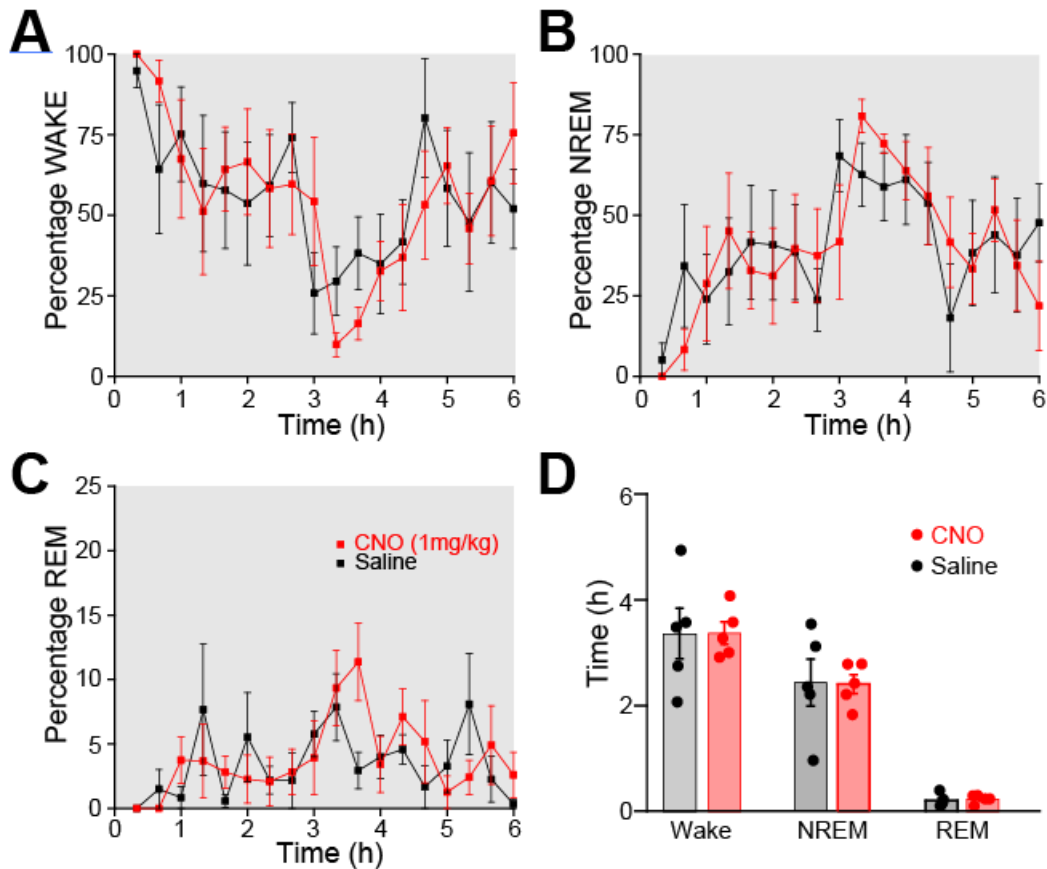 A
Percentage WAKE
100
75
50
25
0
0 1 2 3 4 5 6
Time (h)
B
Percentage NREM
100
75
50
25
0
0 1 2 3 4 5 6
Time (h)
C
Percentage REM
25
20
15
10
5
0
0 1 2 3 4 5 6
Time (h)
CNO (1mg/kg)
Saline
D
Time (h)
6
4
2
0
CNO
Saline
Wake NREM REM